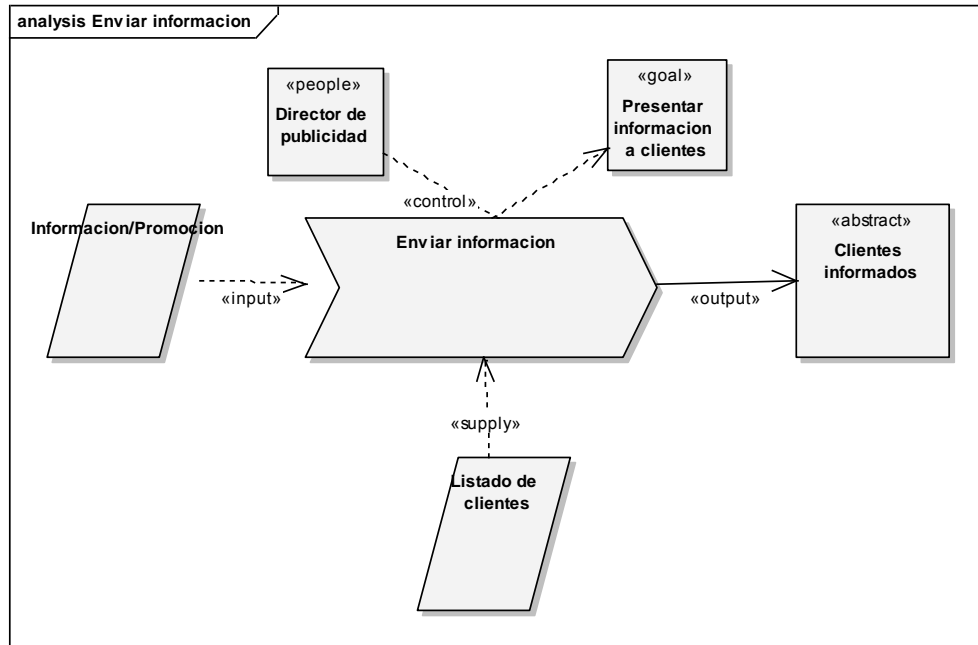 analysis Enviar informacion
«people»
Director de
publicidad
«goal»
Presentar
informacion
a clientes
«control»
Informacion/Promocion
«input»
Enviar informacion
«output»
«abstract»
Clientes
informados
«supply»
Listado de
clientes